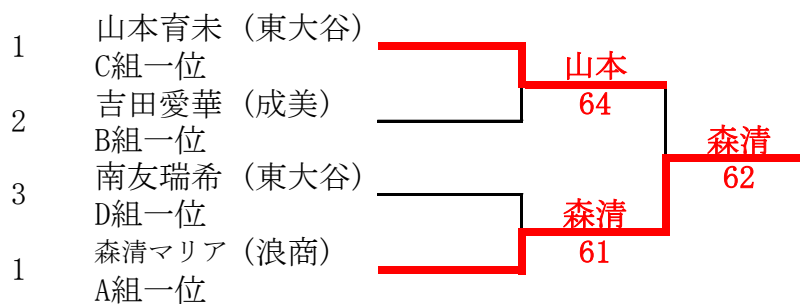 1 山本育未（東大谷）
C組一位
2 吉田愛華（成美）
B組一位
3 南友瑞希（東大谷）
D組一位
1 森清マリア（浪商）
A組一位
山本
64
森清
61
森清
62